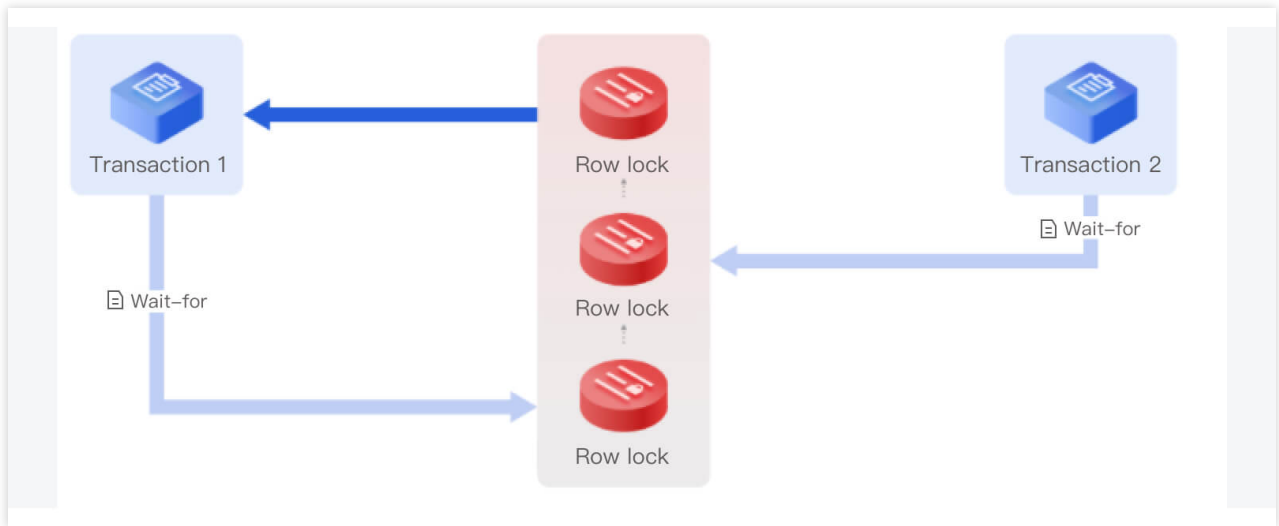 Transaction 1
Row lock
Transaction 2
Wait–for
Wait–for
Row lock
Row lock